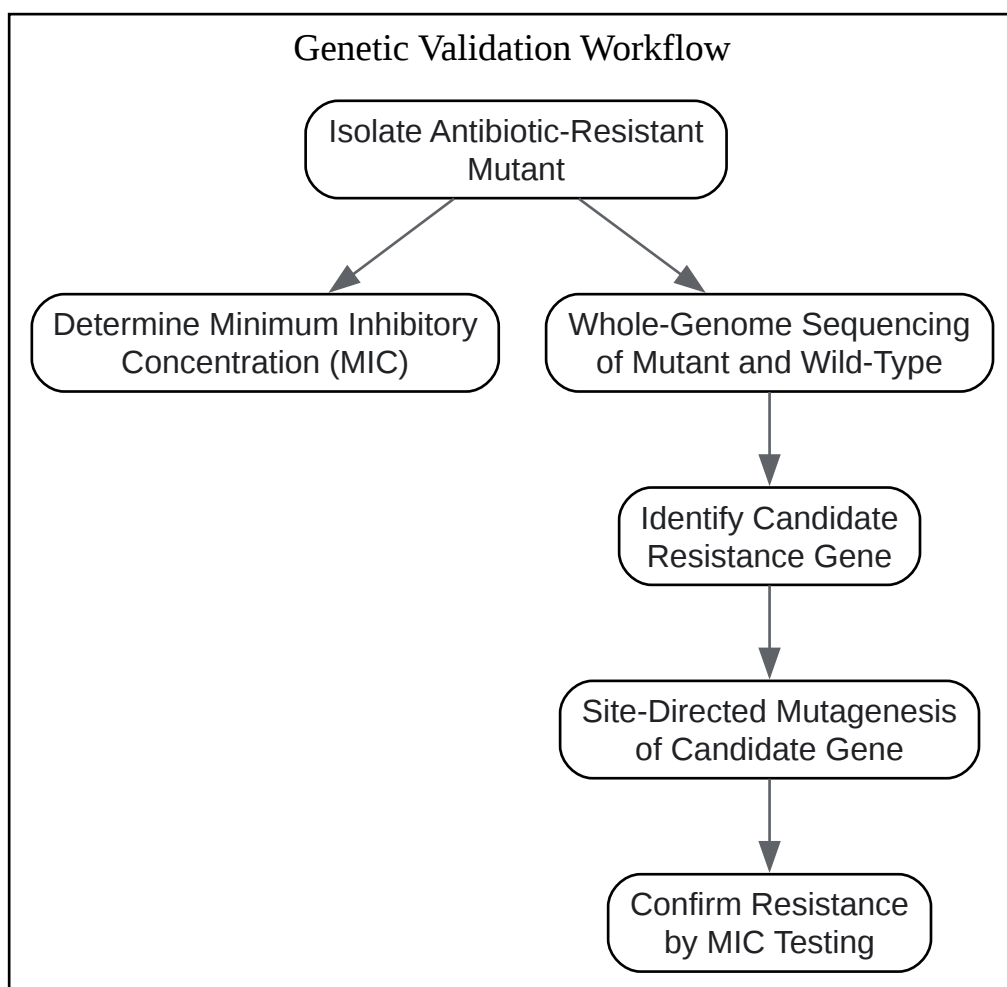 Genetic Validation Workflow
Isolate Antibiotic-Resistant
Mutant
Determine Minimum Inhibitory
Concentration (MIC)
Whole-Genome Sequencing
of Mutant and Wild-Type
Identify Candidate
Resistance Gene
Site-Directed Mutagenesis
of Candidate Gene
Confirm Resistance
by MIC Testing